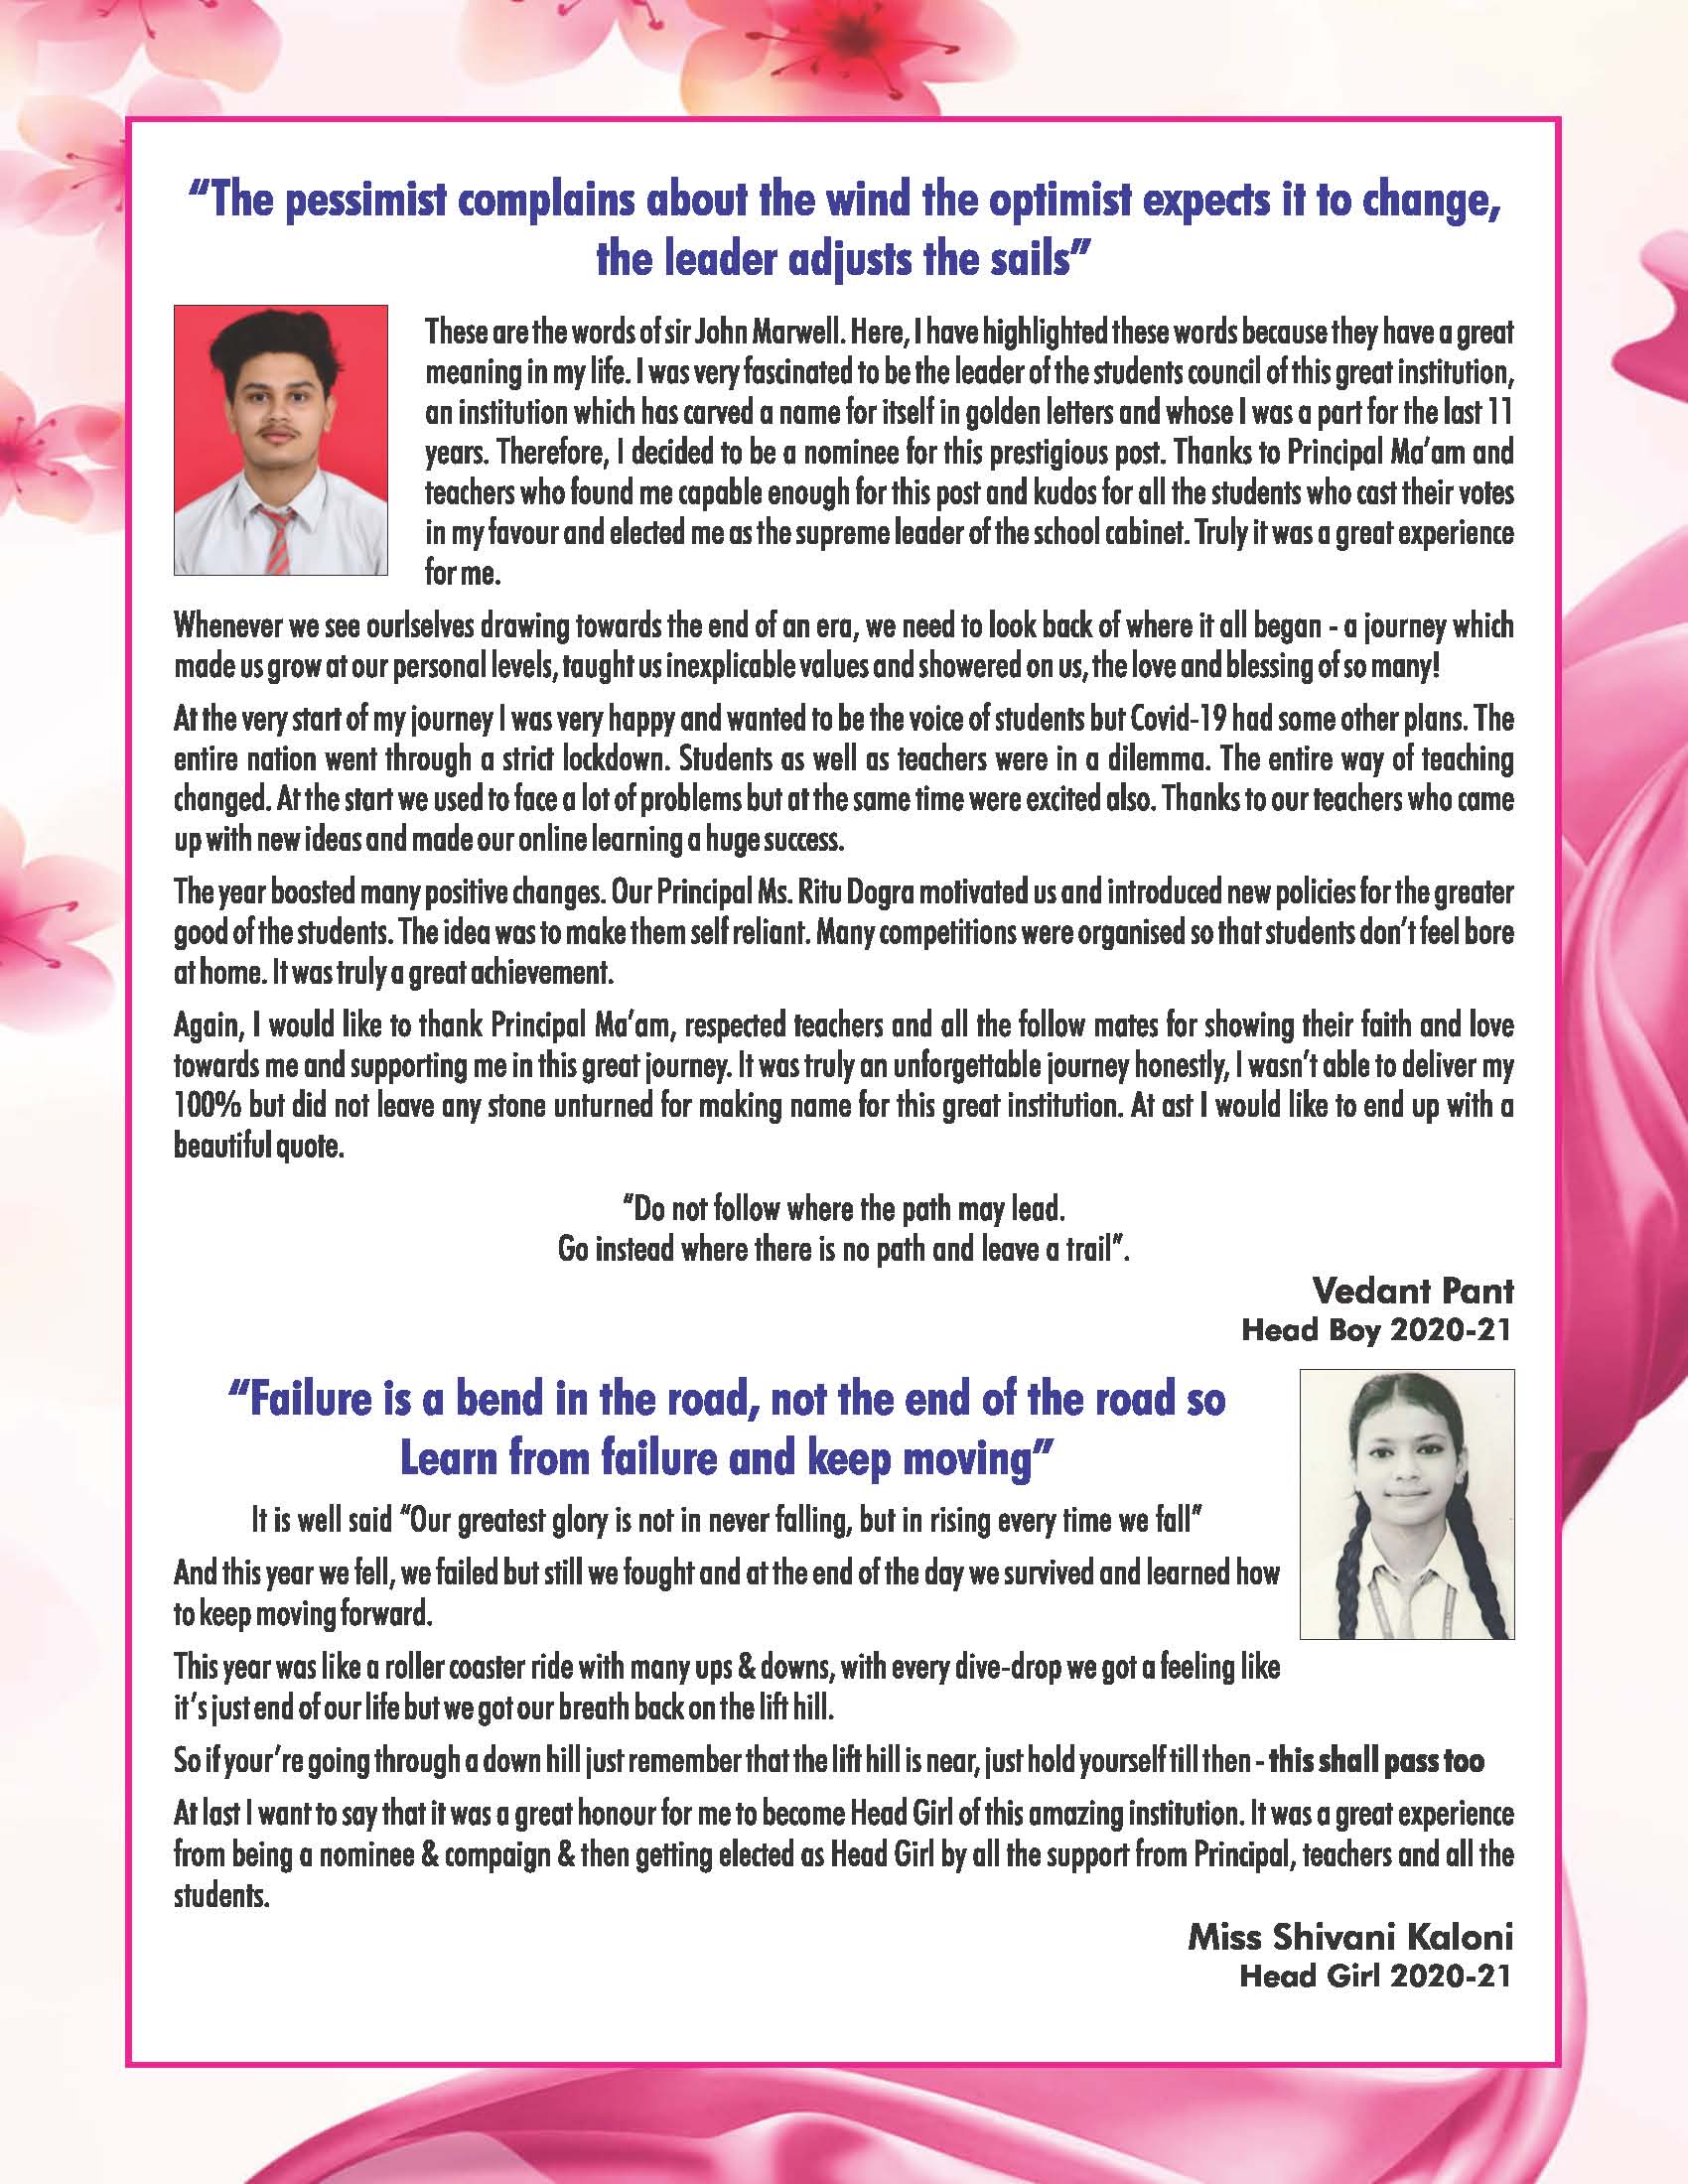 “The pessimist complains about the wind the optimist expects it to change,
the leader adjusts the sails”
These are the words of sir John Marwell. Here, I have highlighted these words because they have a great
meaning in my life. I was very fascinated to be the leader of the students council of this great institution,
an institution which has carved a name for itself in golden letters and whose I was a part for the last 11
years. Therefore, I decided to be a nominee for this prestigious post. Thanks to Principal Ma’am and
teachers who found me capable enough for this post and kudos for all the students who cast their votes
in my favour and elected me as the supreme leader of the school cabinet. Truly it was a great experience
for me.
Whenever we see ourlselves drawing towards the end of an era, we need to look back of where it all began - a journey which
made us grow at our personal levels, taught us inexplicable values and showered on us, the love and blessing of so many!
At the very start of my journey I was very happy and wanted to be the voice of students but Covid-19 had some other plans. The
entire nation went through a strict lockdown. Students as well as teachers were in a dilemma. The entire way of teaching
changed. At the start we used to face a lot of problems but at the same time were excited also. Thanks to our teachers who came
up with new ideas and made our online learning a huge success.
The year boosted many positive changes. Our Principal Ms. Ritu Dogra motivated us and introduced new policies for the greater
good of the students. The idea was to make them self reliant. Many competitions were organised so that students don’t feel bore
at home. It was truly a great achievement.
Again, I would like to thank Principal Ma’am, respected teachers and all the follow mates for showing their faith and love
towards me and supporting me in this great journey. It was truly an unforgettable journey honestly, I wasn’t able to deliver my
100% but did not leave any stone unturned for making name for this great institution. At ast I would like to end up with a
beautiful quote.
“Do not follow where the path may lead.
Go instead where there is no path and leave a trail”.
Vedant Pant
Head Boy 2020-21
“Failure is a bend in the road, not the end of the road so
Learn from failure and keep moving”
It is well said “Our greatest glory is not in never falling, but in rising every time we fall”
And this year we fell, we failed but still we fought and at the end of the day we survived and learned how
to keep moving forward.
This year was like a roller coaster ride with many ups & downs, with every dive-drop we got a feeling like
it’s just end of our life but we got our breath back on the lift hill.
So if your’re going through a down hill just remember that the lift hill is near, just hold yourself till then - this shall pass too
At last I want to say that it was a great honour for me to become Head Girl of this amazing institution. It was a great experience
from being a nominee & compaign & then getting elected as Head Girl by all the support from Principal, teachers and all the
students.
Miss Shivani Kaloni
Head Girl 2020-21